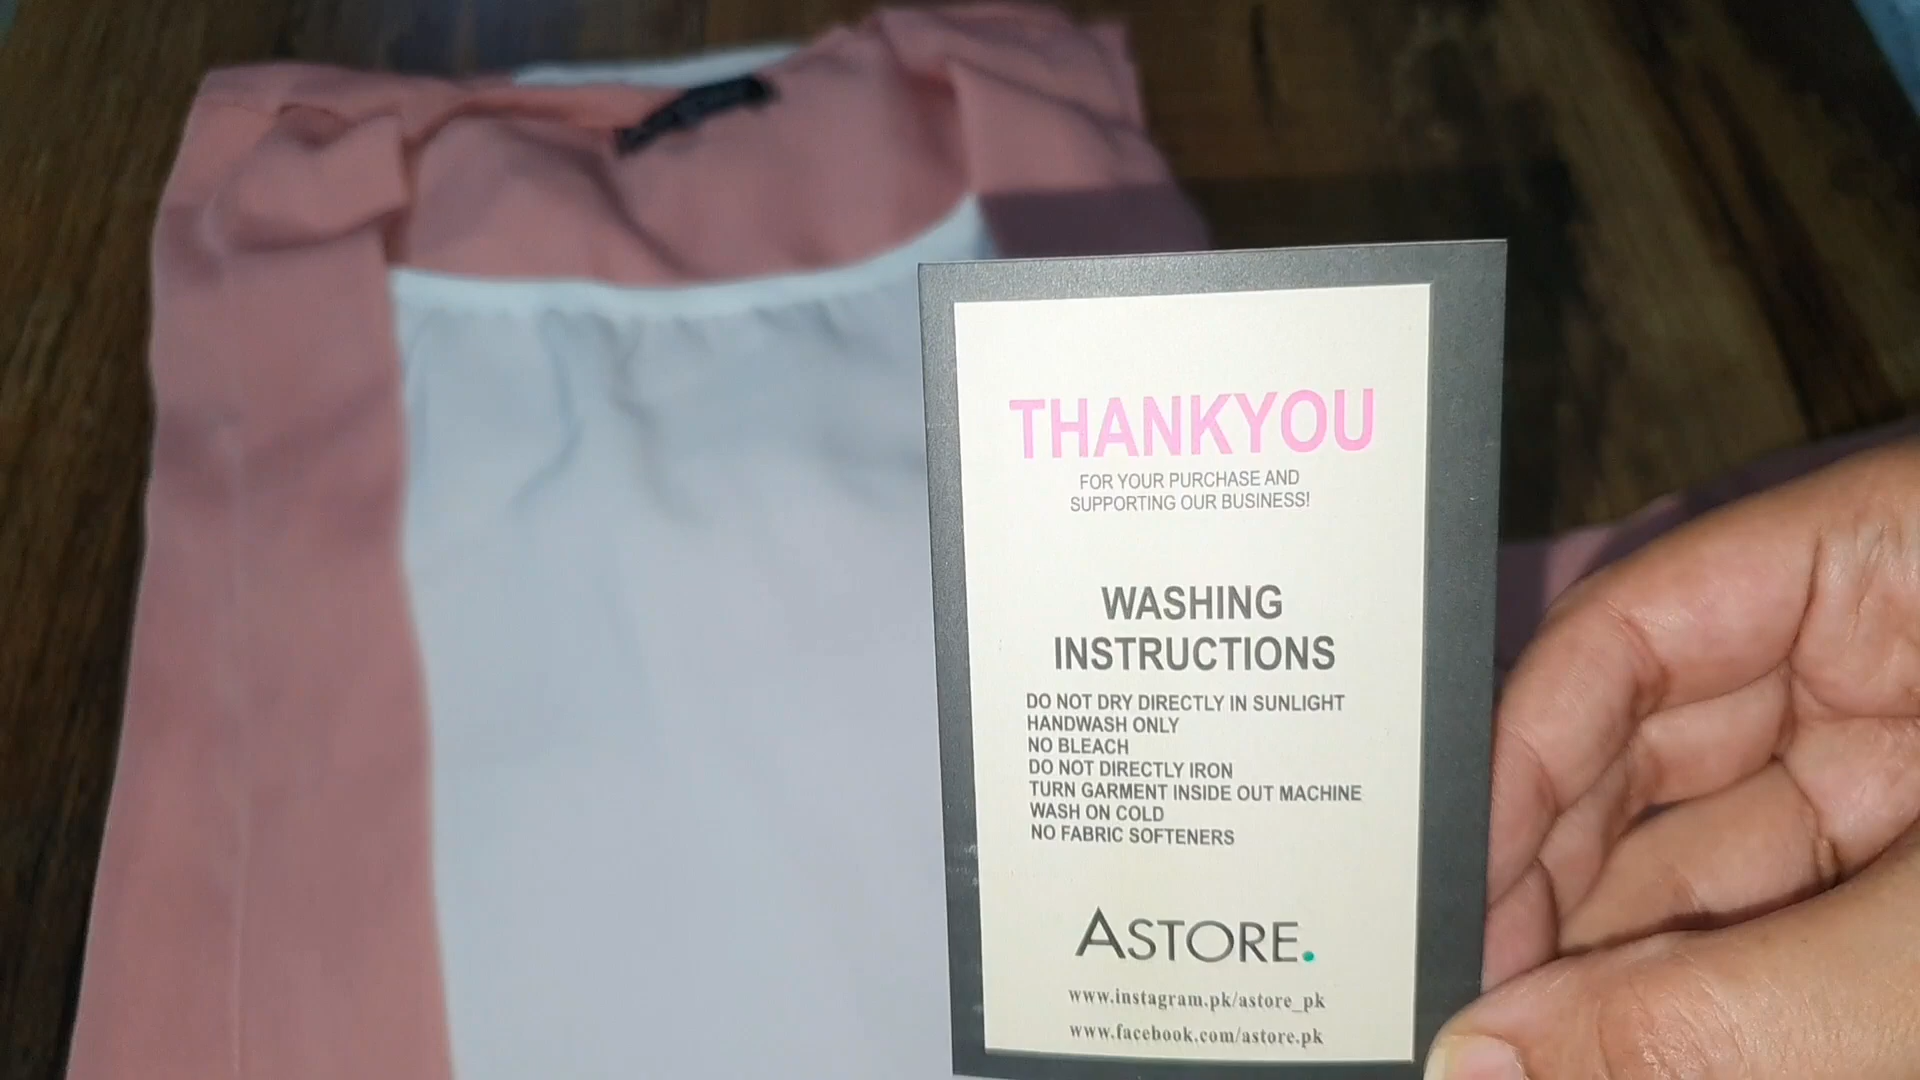 THANKYOU
FOR YOUR PURCHASE AND
SUPPORTING OUR BUSINESS!
WASHING
INSTRUCTIONS
DO NOT DRY DIRECTLY IN SUNLIGHT
HANDWASH ONLY
NO BLEACH
DO NOT DIRECTLY IRON
TURN GARMENT INSIDE OUT MACHINE
WASH ON COLD
NO FABRIC SOFTENERS
ASTORE.
www.instagram.pk/astore_pk
www.facebook.com/astore.pk